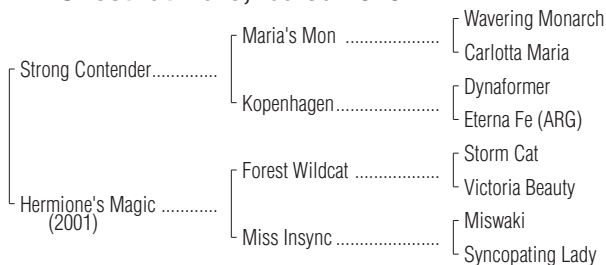 Wavering Monarch
Maria's Mon ...................
Carlotta Maria
Strong Contender..............
Dynaformer
Kopenhagen.....................
Eterna Fe (ARG)
Storm Cat
Forest Wildcat .................
Victoria Beauty
Hermione's Magic ............
(2001)
Miswaki
Miss Insync .....................
Syncopating Lady